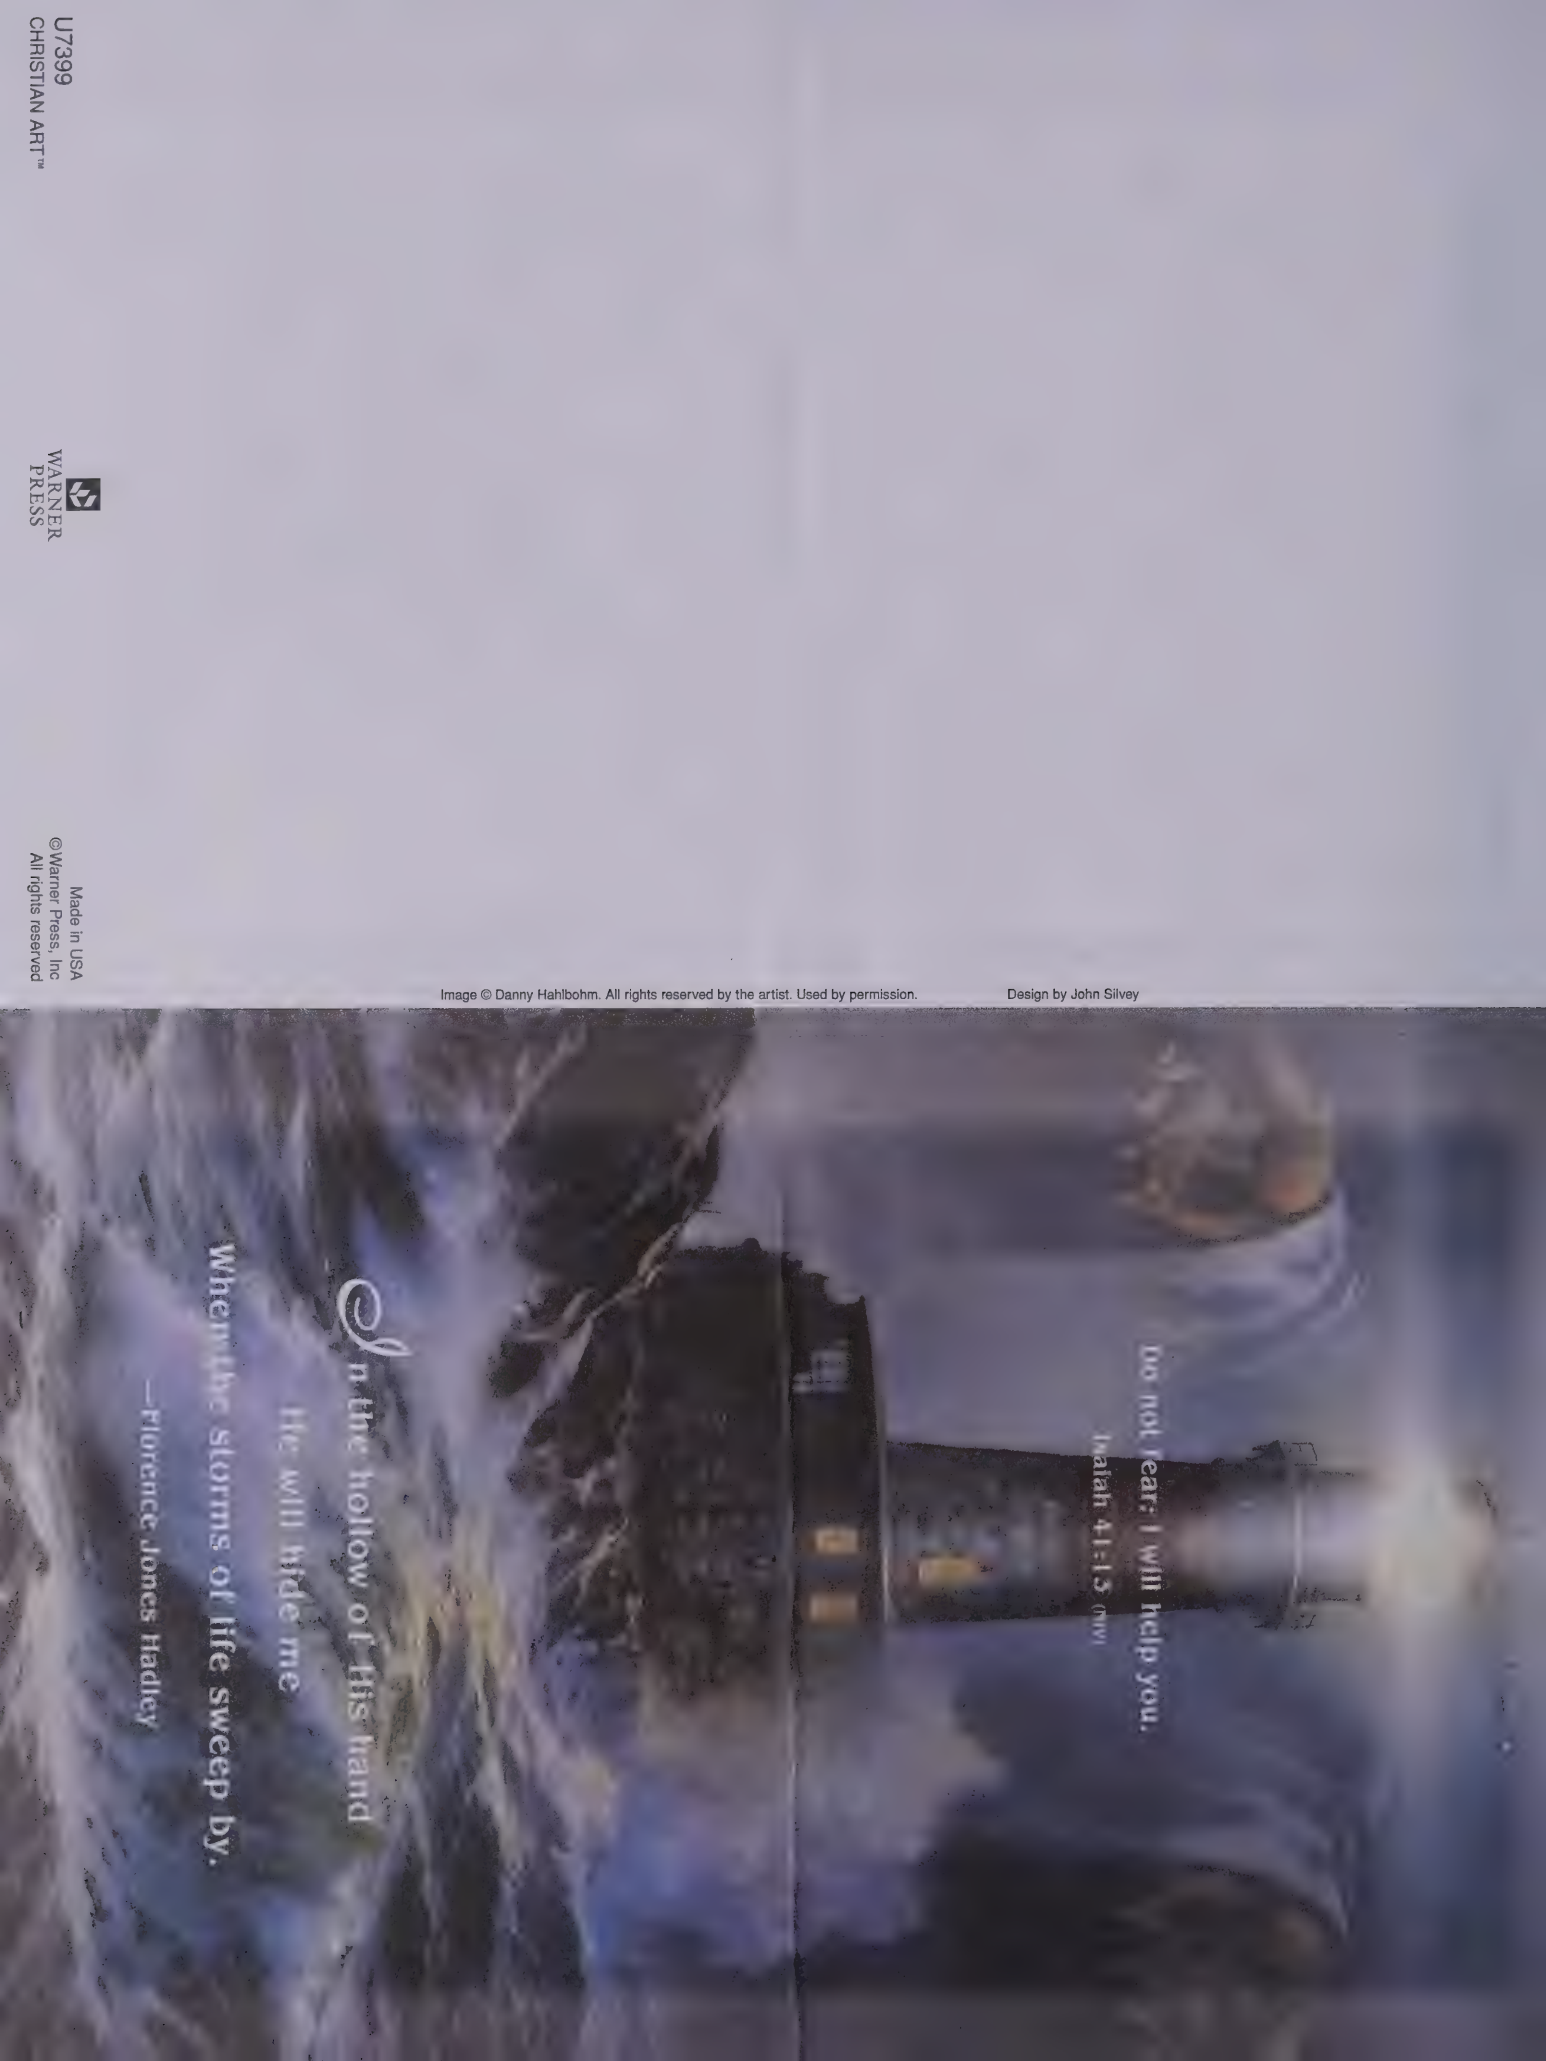 Do not fear; I will help you.
Isaiah 41:13 (NIV)
In the hollow of His hand
He will hide me
When the storms of life sweep by.
—Florence Jones Hadley
Image © Danny Hahlbohm. All rights reserved by the artist. Used by permission.
Design by John Silvey
U7399
CHRISTIAN ART™
WARNER
PRESS
Made in USA
©Warner Press, Inc
All rights reserved